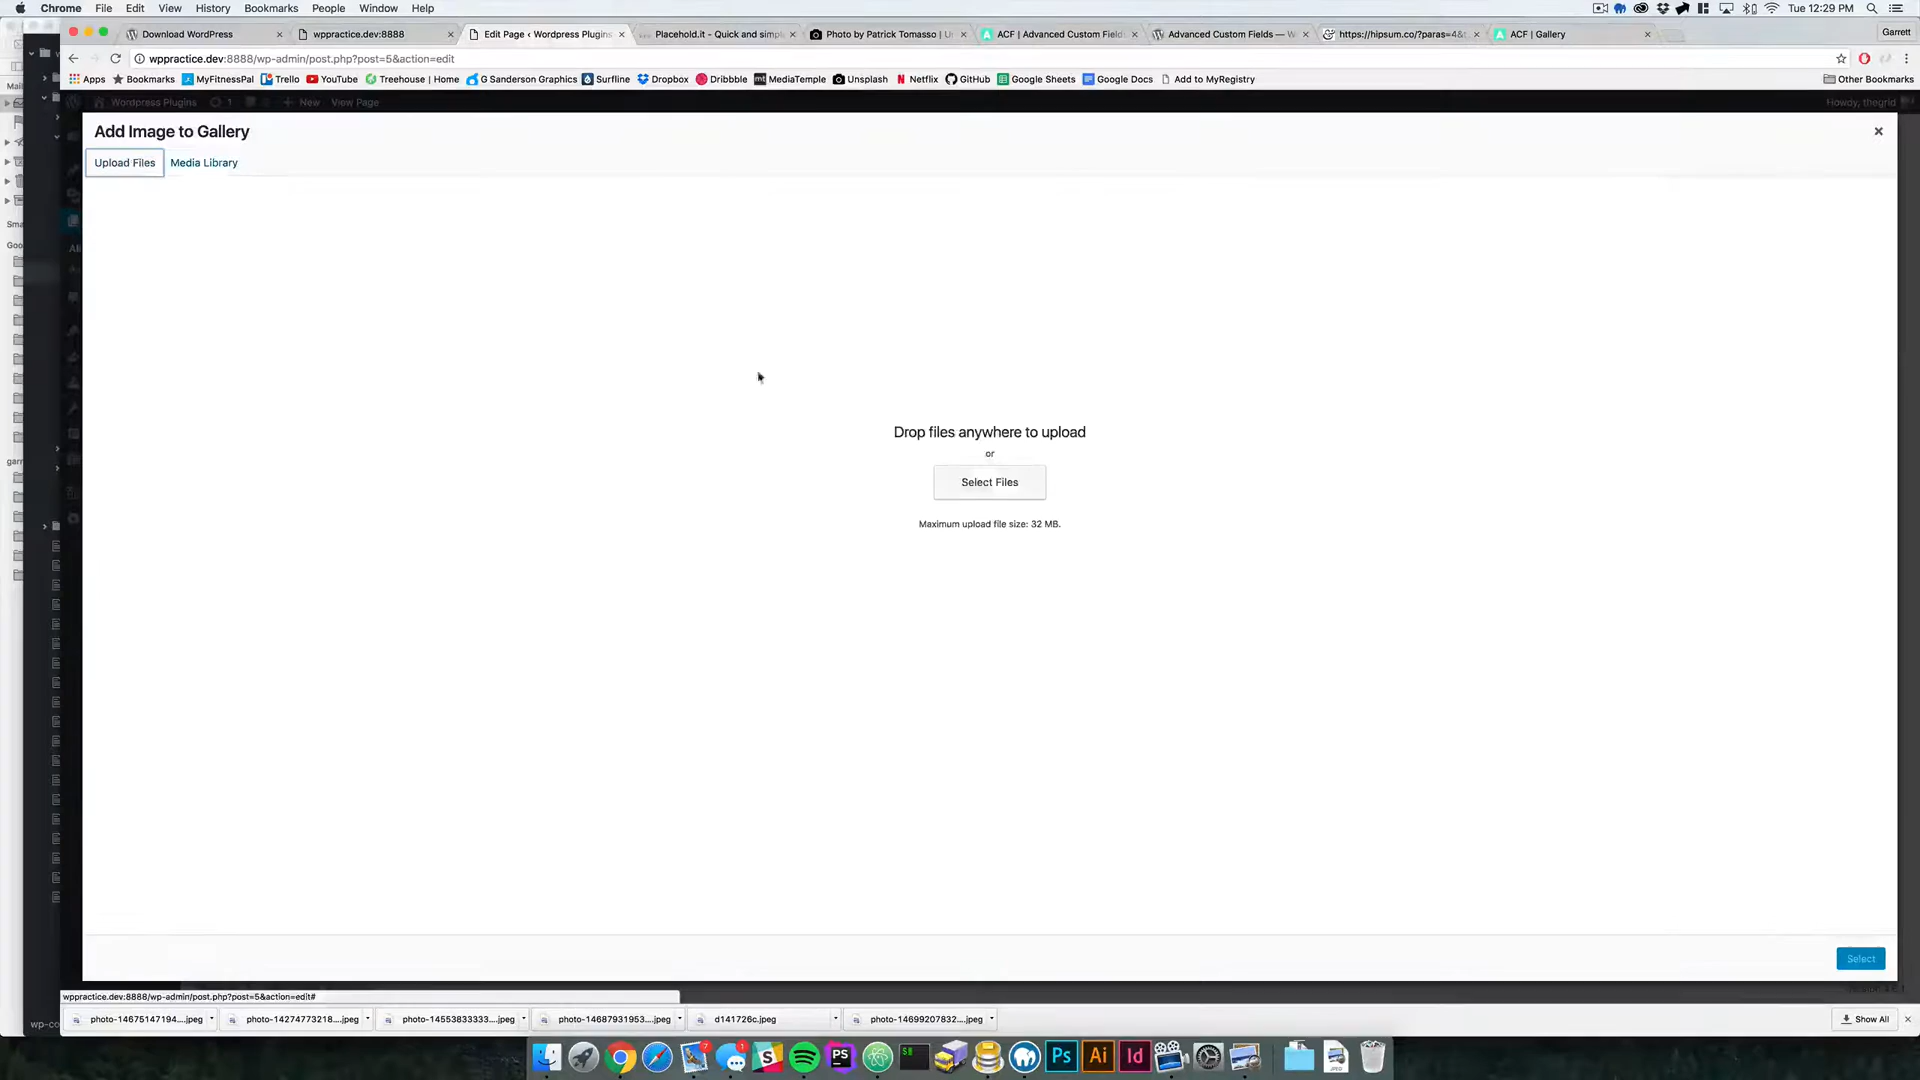 Chrome File Edit View History Bookmarks People Window Help Tue 12:29 PM
Download WordPress wppractice.dev:8888 Edit Page ‹ Wordpress Plugins Placehold.it - Quick and simple Photo by Patrick Tomasso | U ACF | Advanced Custom Fields Advanced Custom Fields — W https://hipsum.co/?paras=4& ACF | Gallery Garrett
wppractice.dev:8888/wp-admin/post.php?post=5&action=edit
Apps Bookmarks MyFitnessPal Trello YouTube Treehouse | Home G Sanderson Graphics Surfline Dropbox Dribbble MediaTemple Unsplash Netflix GitHub Google Sheets Google Docs Add to MyRegistry Other Bookmarks
Wordpress Plugins 1 New View Page Howdy, thegrid
Add Image to Gallery
Upload Files Media Library
Drop files anywhere to upload
or
Select Files
Maximum upload file size: 32 MB.
Select
wppractice.dev:8888/wp-admin/post.php?post=5&action=edit#
photo-14675147194....jpeg photo-14274773218....jpeg photo-14553833333....jpeg photo-14687931953....jpeg d141726c.jpeg photo-14699207832....jpeg Show All